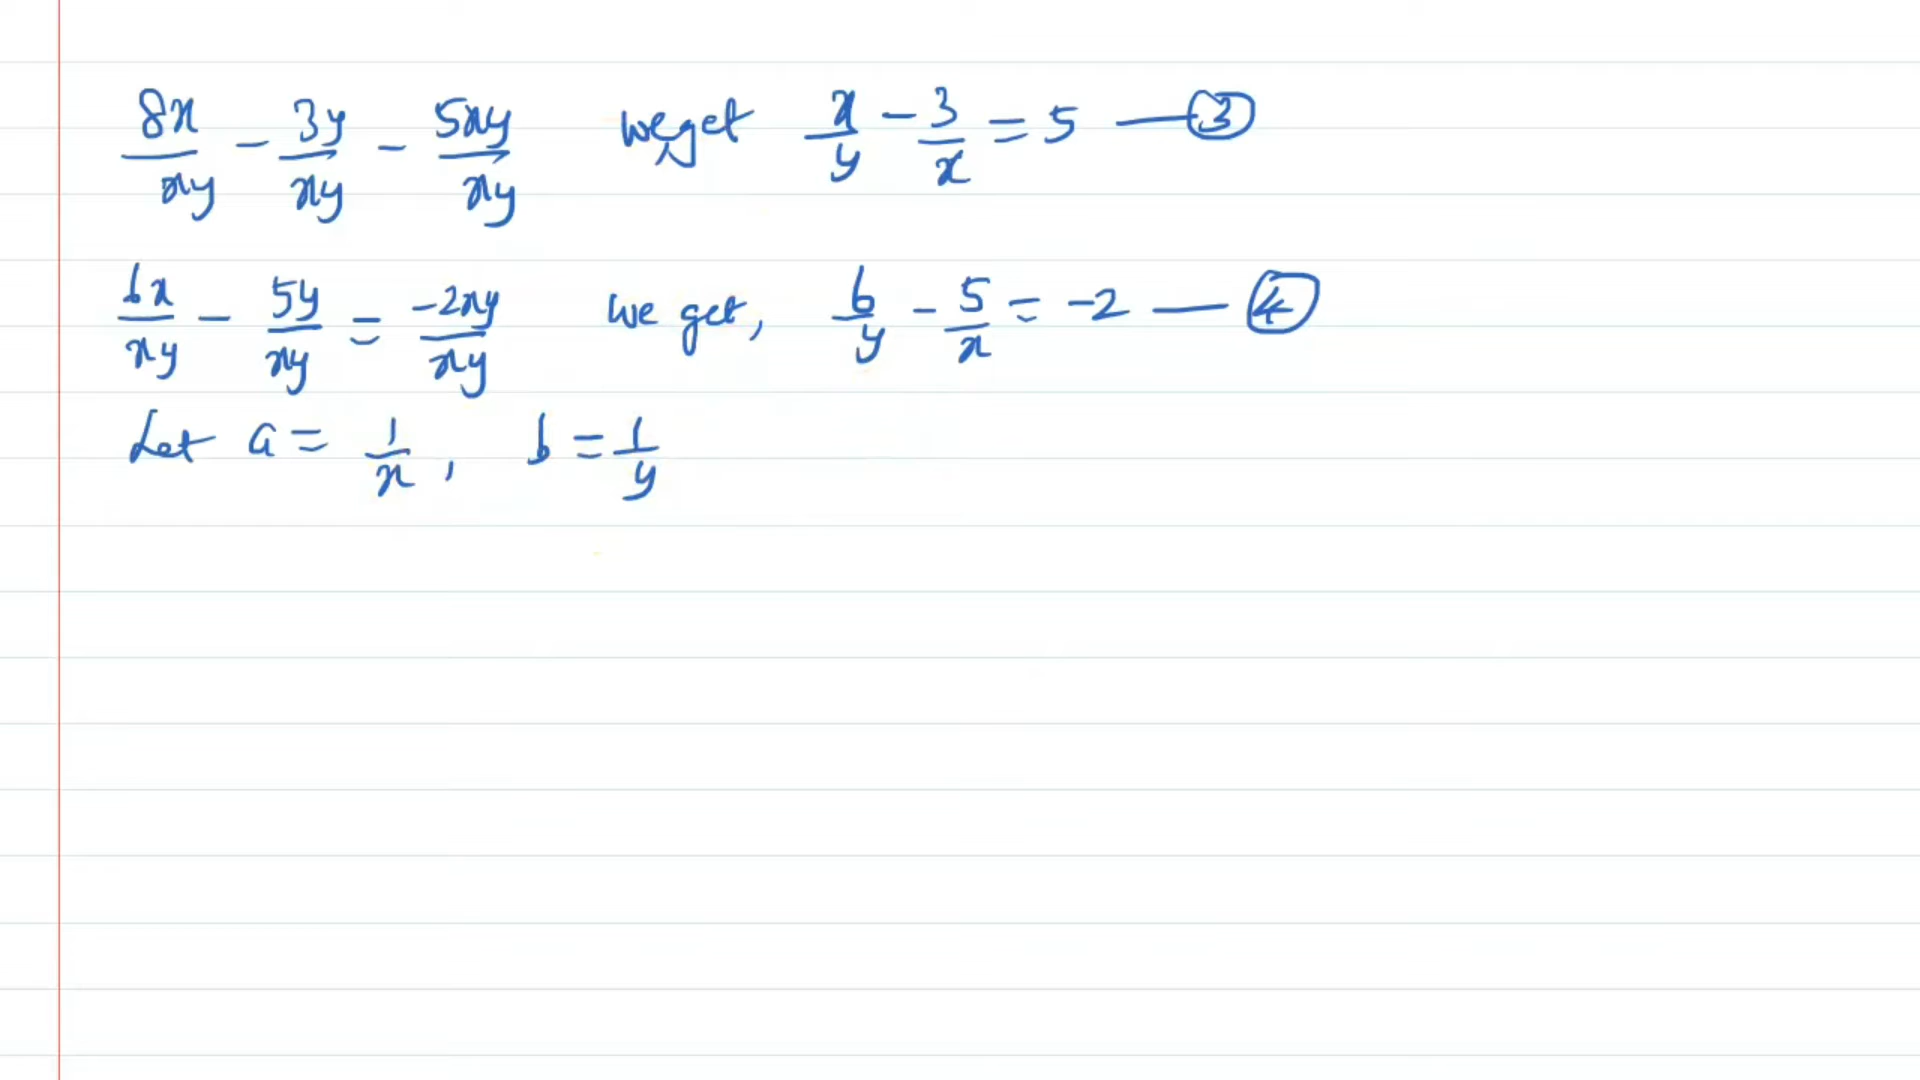 8x/xy - 3y/xy - 5xy/xy we get x/y - 3/x = 5 — ③
6x/xy - 5y/xy = -2xy/xy we get, 6/y - 5/x = -2 — ④
Let a = 1/x, b = 1/y